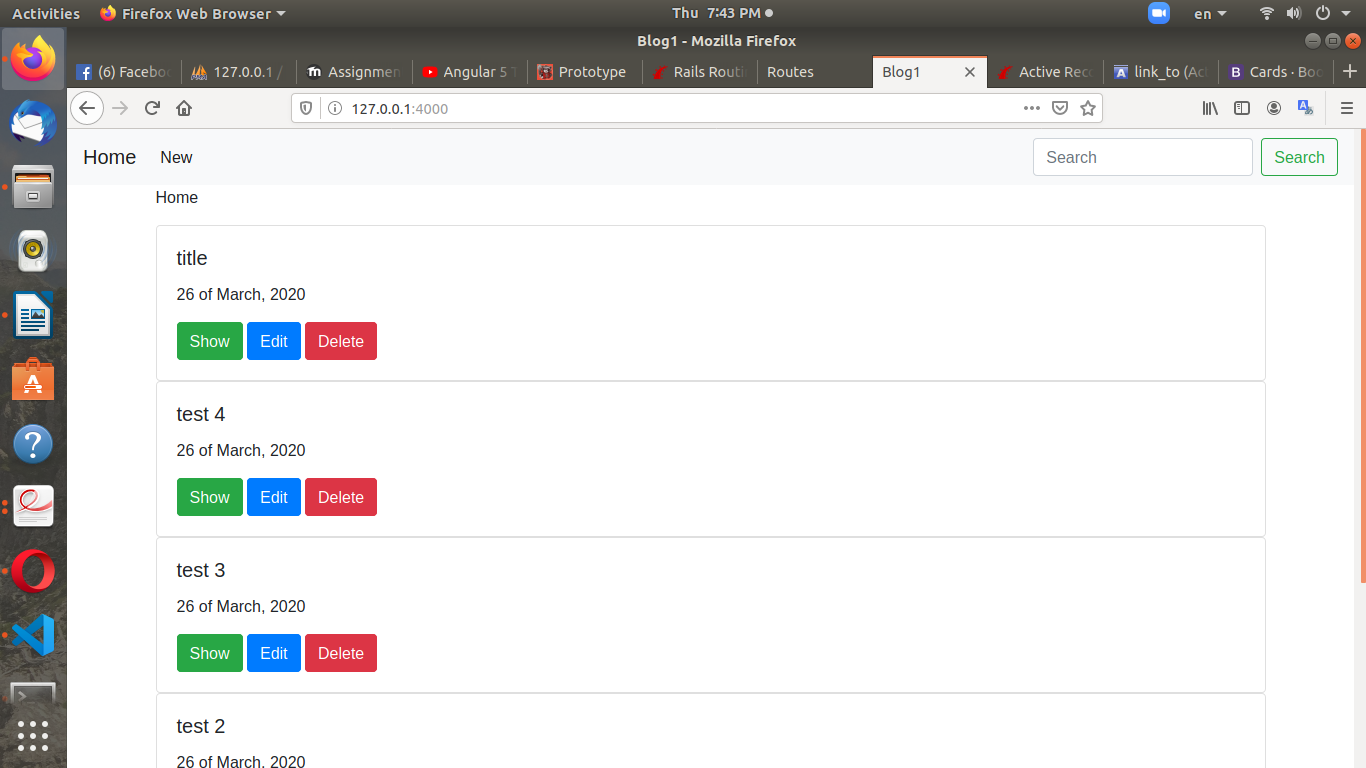 Activities Firefox Web Browser Thu 7:43 PM en
Blog1 - Mozilla Firefox
(6) Faceboo 127.0.0.1 / Assignmen Angular 5 T Prototype Rails Routi Routes Blog1 Active Reco link_to (Act Cards · Boo
127.0.0.1:4000
Home New Search Search
Home
title
26 of March, 2020
Show Edit Delete
test 4
26 of March, 2020
Show Edit Delete
test 3
26 of March, 2020
Show Edit Delete
test 2
26 of March, 2020